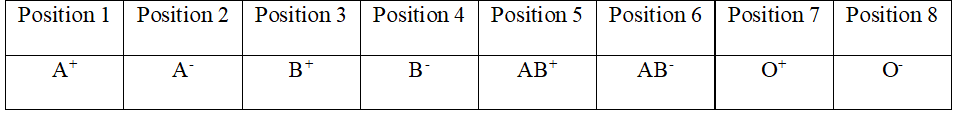 Position 1 Position 2 Position 3 Position 4 Position 5 Position 6 Position 7 Position 8
A⁺ A⁻ B⁺ B⁻ AB⁺ AB⁻ O⁺ O⁻